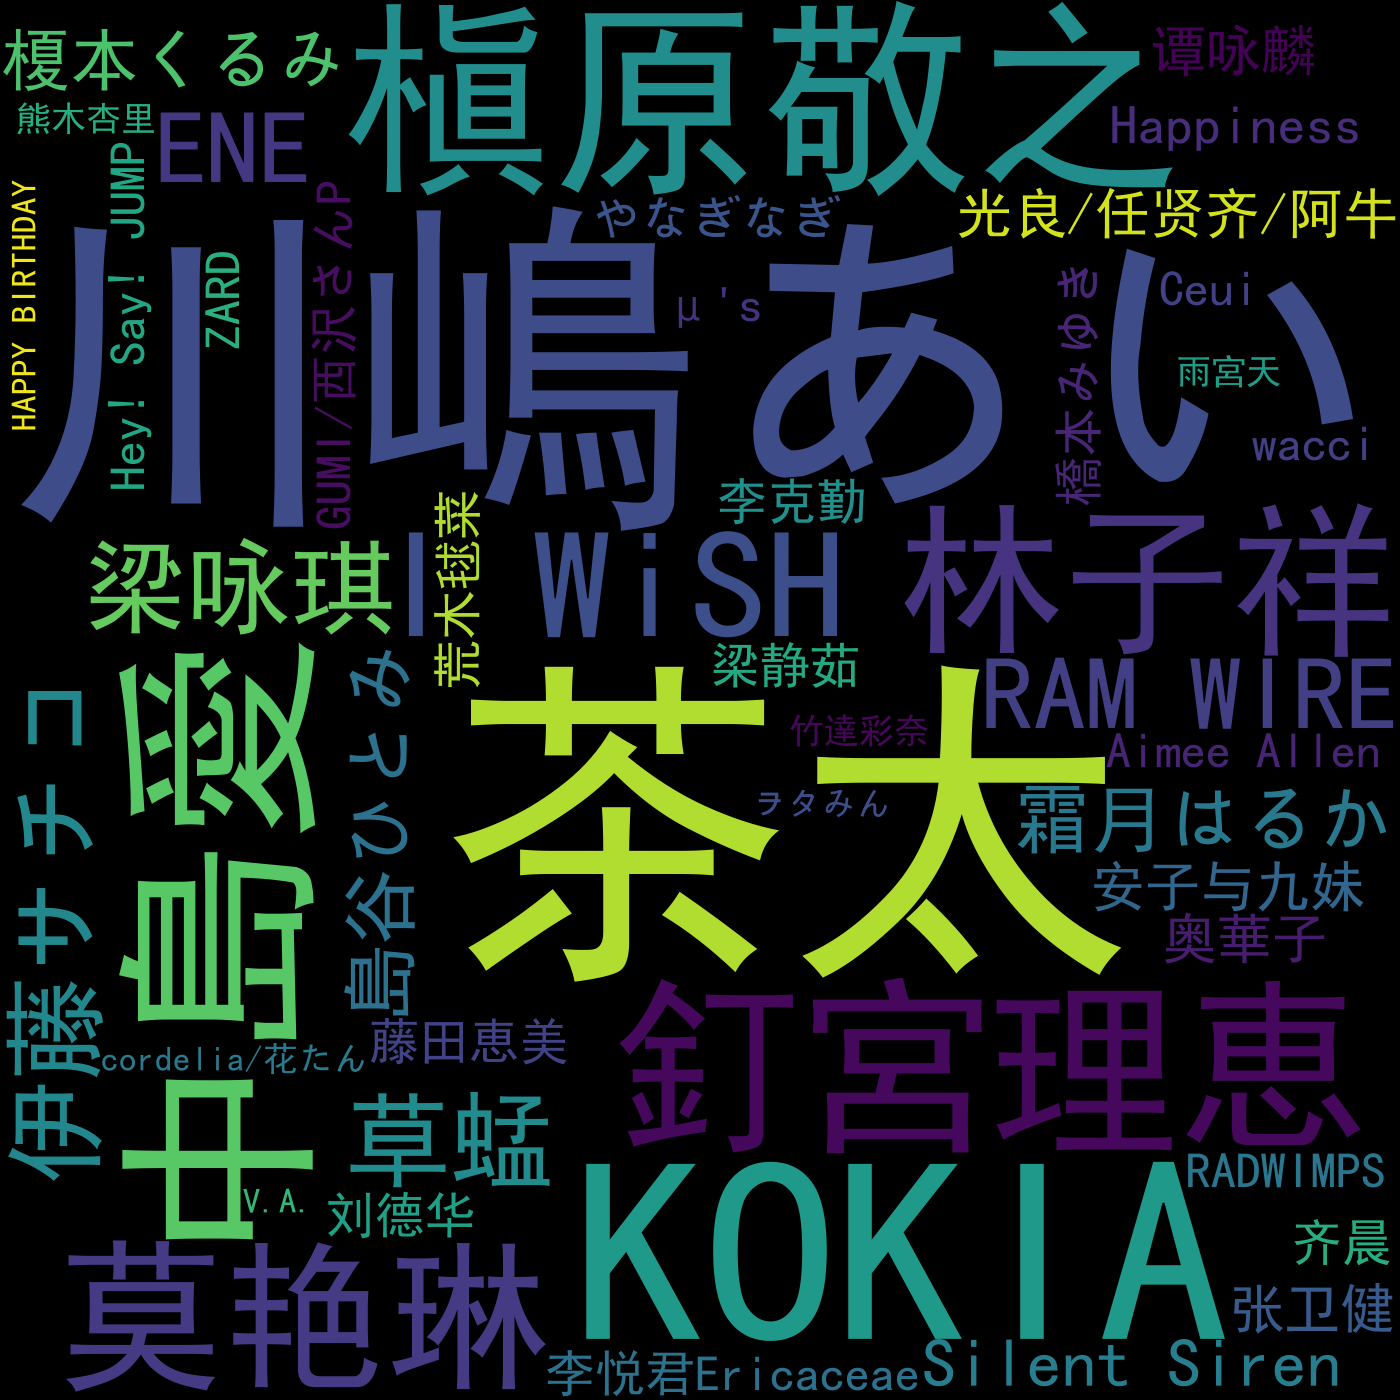 榎本くるみ
槇原敬之
谭咏麟
熊木杏里
ENE
Happiness
HAPPY BIRTHDAY
Hey! Say! JUMP
ZARD
GUMI/西沢さんP
やなぎなぎ
光良/任贤齐/阿牛
川嶋あい
μ's
橋本みゆき
Ceui
雨宮天
wacci
李克勤
荒木毬菜
梁咏琪
I WiSH
林子祥
梁静茹
RAM WIRE
中島愛
島谷ひとみ
伊藤サチコ
茶太
竹達彩奈
Aimee Allen
ヲタみん
霜月はるか
安子与九妹
奥華子
釘宮理恵
藤田恵美
cordelia/花たん
草蜢
V.A.
刘德华
KOKIA
RADWIMPS
齐晨
莫艳琳
张卫健
李悦君
Ericaceae
Silent Siren